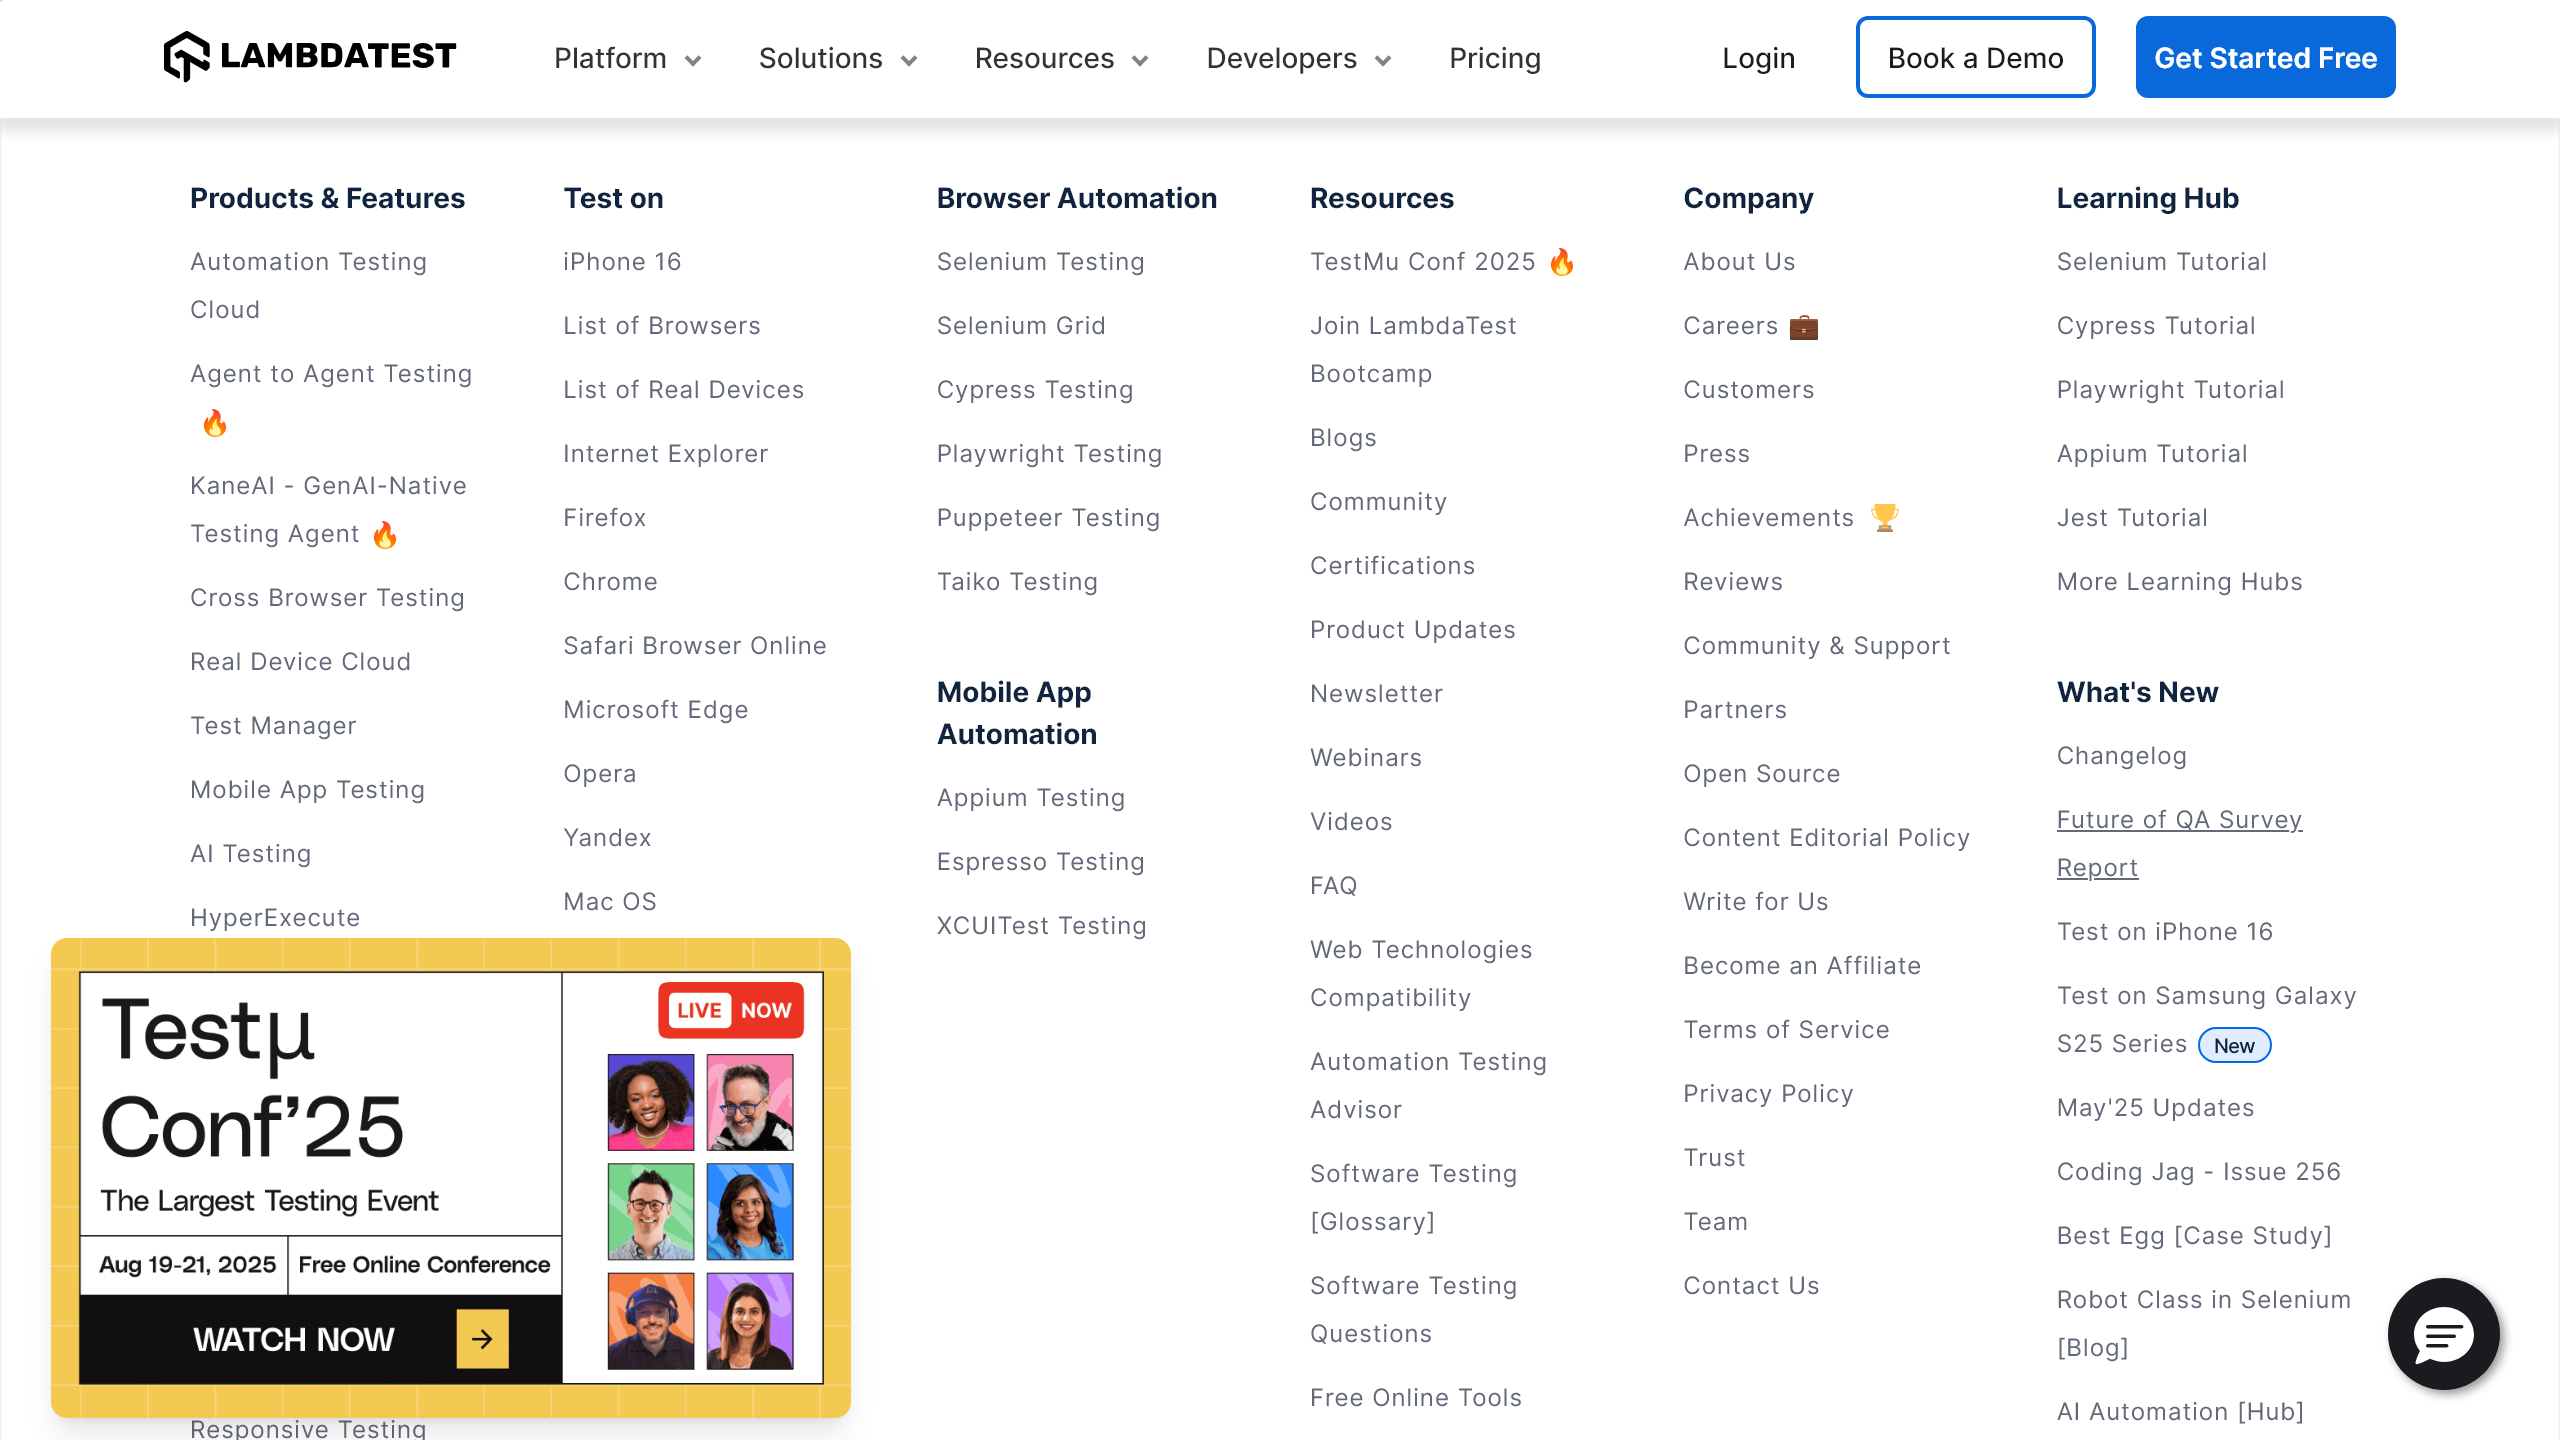 LAMBDATEST
Platform
Solutions
Resources
Developers
Pricing
Login
Book a Demo
Get Started Free
Products & Features
Automation Testing
Cloud
Agent to Agent Testing
🔥
KaneAI - GenAI-Native
Testing Agent 🔥
Cross Browser Testing
Real Device Cloud
Test Manager
Mobile App Testing
AI Testing
HyperExecute
Responsive Testing
Test on
iPhone 16
List of Browsers
List of Real Devices
Internet Explorer
Firefox
Chrome
Safari Browser Online
Microsoft Edge
Opera
Yandex
Mac OS
Browser Automation
Selenium Testing
Selenium Grid
Cypress Testing
Playwright Testing
Puppeteer Testing
Taiko Testing
Mobile App
Automation
Appium Testing
Espresso Testing
XCUITest Testing
Resources
TestMu Conf 2025 🔥
Join LambdaTest
Bootcamp
Blogs
Community
Certifications
Product Updates
Newsletter
Webinars
Videos
FAQ
Web Technologies
Compatibility
Automation Testing
Advisor
Software Testing
[Glossary]
Software Testing
Questions
Free Online Tools
Company
About Us
Careers 💼
Customers
Press
Achievements 🏆
Reviews
Community & Support
Partners
Open Source
Content Editorial Policy
Write for Us
Become an Affiliate
Terms of Service
Privacy Policy
Trust
Team
Contact Us
Learning Hub
Selenium Tutorial
Cypress Tutorial
Playwright Tutorial
Appium Tutorial
Jest Tutorial
More Learning Hubs
What's New
Changelog
Future of QA Survey
Report
Test on iPhone 16
Test on Samsung Galaxy
S25 Series New
May'25 Updates
Coding Jag - Issue 256
Best Egg [Case Study]
Robot Class in Selenium
[Blog]
AI Automation [Hub]
Testμ
Conf’25
The Largest Testing Event
Aug 19-21, 2025
Free Online Conference
WATCH NOW →
LIVE NOW